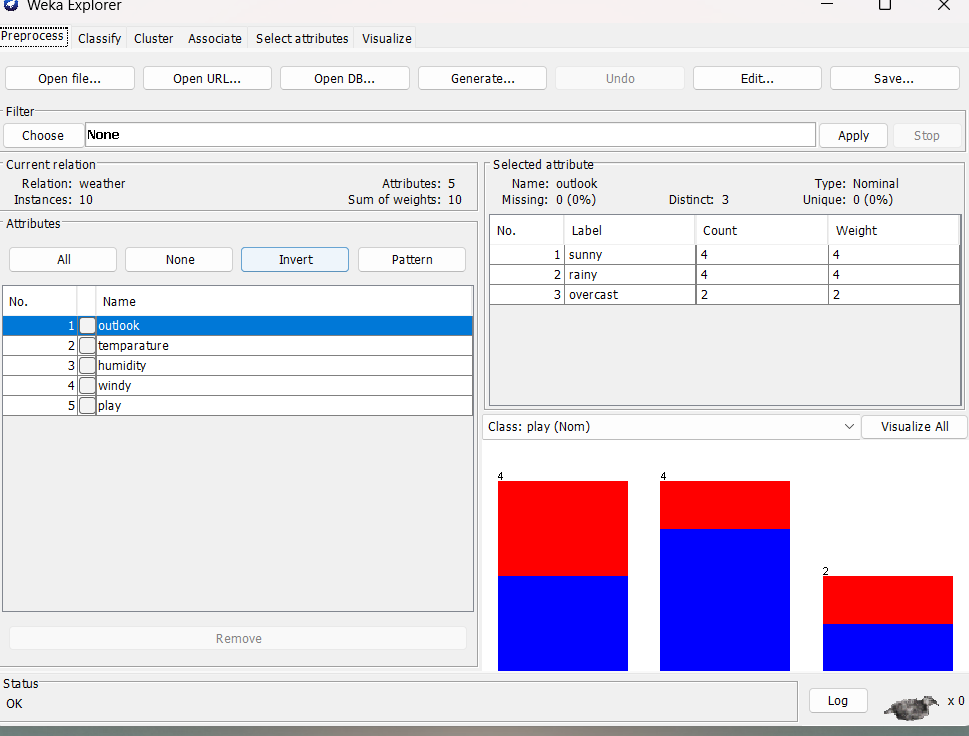 Weka Explorer
Preprocess Classify Cluster Associate Select attributes Visualize
Open file... Open URL... Open DB... Generate... Undo Edit... Save...
Filter
Choose None Apply Stop
Current relation
Relation: weather Attributes: 5
Instances: 10 Sum of weights: 10
Attributes
All None Invert Pattern
No. Name
1 outlook
2 temparature
3 humidity
4 windy
5 play
Remove
Selected attribute
Name: outlook Type: Nominal
Missing: 0 (0%) Distinct: 3 Unique: 0 (0%)
No. Label Count Weight
1 sunny 4 4
2 rainy 4 4
3 overcast 2 2
Class: play (Nom) Visualize All
4 4
2
Status
OK Log x 0